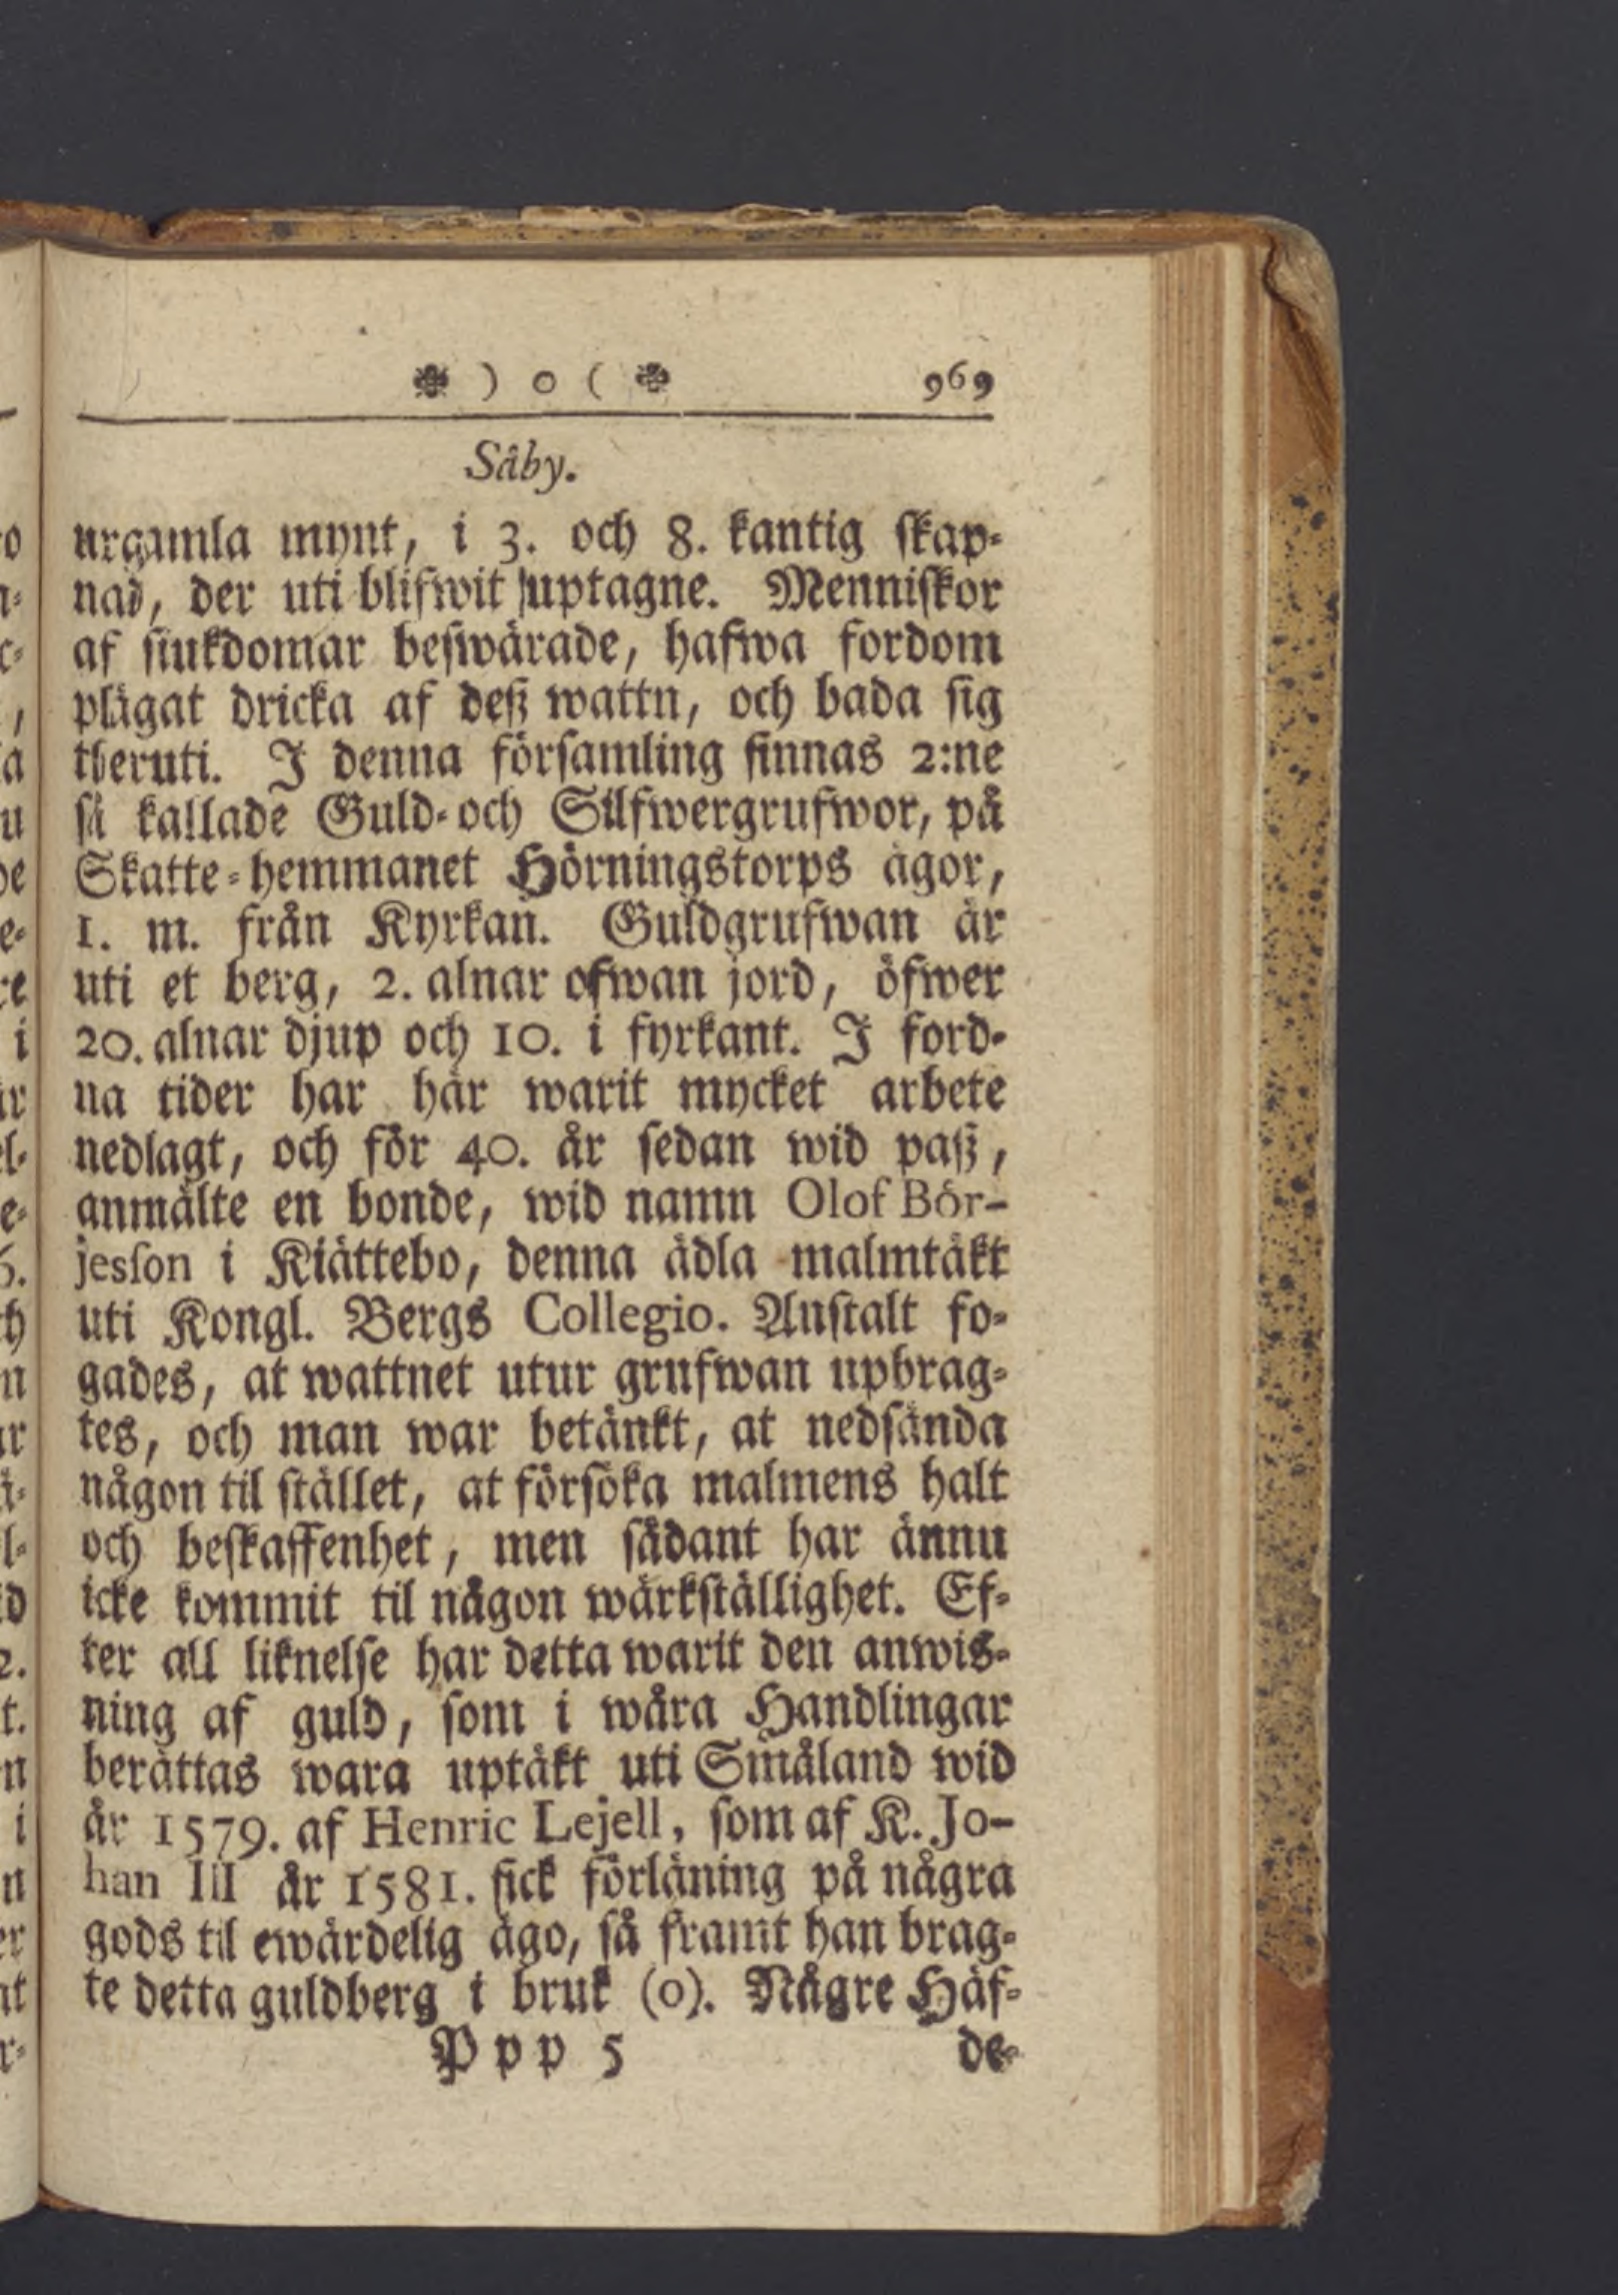 ❉ ) o ( ❉ 969
Säby.
urgamla mynt, i 3. och 8. kantig skap-
nad, der uti blifwit uptagne. Menniskor
af siukdomar beswärade, hafwa fordom
plägat dricka af deß wattn, och bada sig
theruti. I denna församling finnas 2:ne
så kallade Guld-och Silfwergrufwor, på
Skatte-hemmanet Hörningstorps ägor,
1. m. från Kyrkan. Guldgrufwan är
uti et berg, 2. alnar ofwan jord, öfwer
20. alnar djup och 10. i fyrkant. I ford-
na tider har här warit mycket arbete
nedlagt, och för 40. år sedan wid paß,
anmälte en bonde, wid namn Olof Bör-
jesson i Kiättebo, denna ädla malmtäkt
uti Kongl. Bergs Collegio. Anstalt fo-
gades, at wattnet utur grufwan upbrag-
tes, och man war betänkt, at nedsända
någon til stället, at försöka malmens halt
och beskaffenhet, men sådant har ännu
icke kommit til någon wärkställighet. Ef-
ter all liknelse har detta warit den anwis-
ning af guld, som i wåra Handlingar
berättas wara uptäkt uti Småland wid
år 1579. af Henric Lejell, som af K. Jo-
han III år 1581. fick förläning på några
gods til ewärdelig ägo, så framt han brag-
te detta guldberg i bruk (o). Någre Häf-
Ppp 5 de-